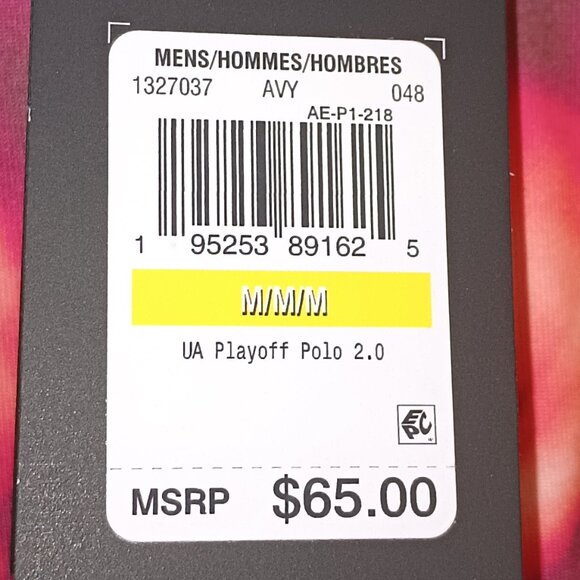 MENS/HOMMES/HOMBRES
1327037 AVY 048
AE-P1-218
1 95253 89162 5
M/M/M
UA Playoff Polo 2.0
EPC
MSRP $65.00